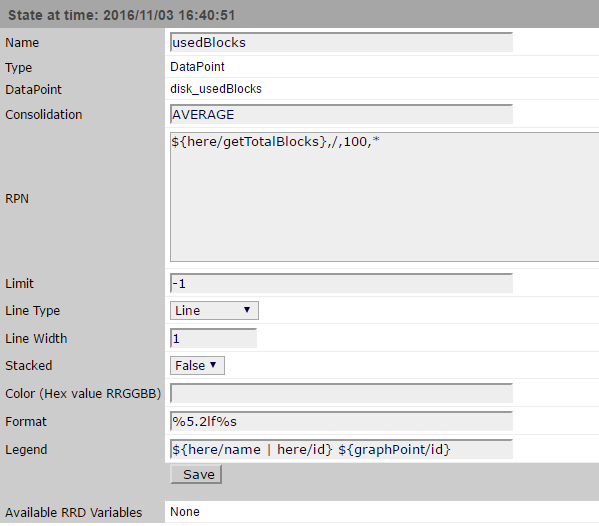 State at time: 2016/11/03 16:40:51
Name usedBlocks
Type DataPoint
DataPoint disk_usedBlocks
Consolidation AVERAGE
RPN ${here/getTotalBlocks},/,100,*
Limit -1
Line Type Line
Line Width 1
Stacked False
Color (Hex value RRGGBB)
Format %5.2lf%s
Legend ${here/name | here/id} ${graphPoint/id}
Save
Available RRD Variables None